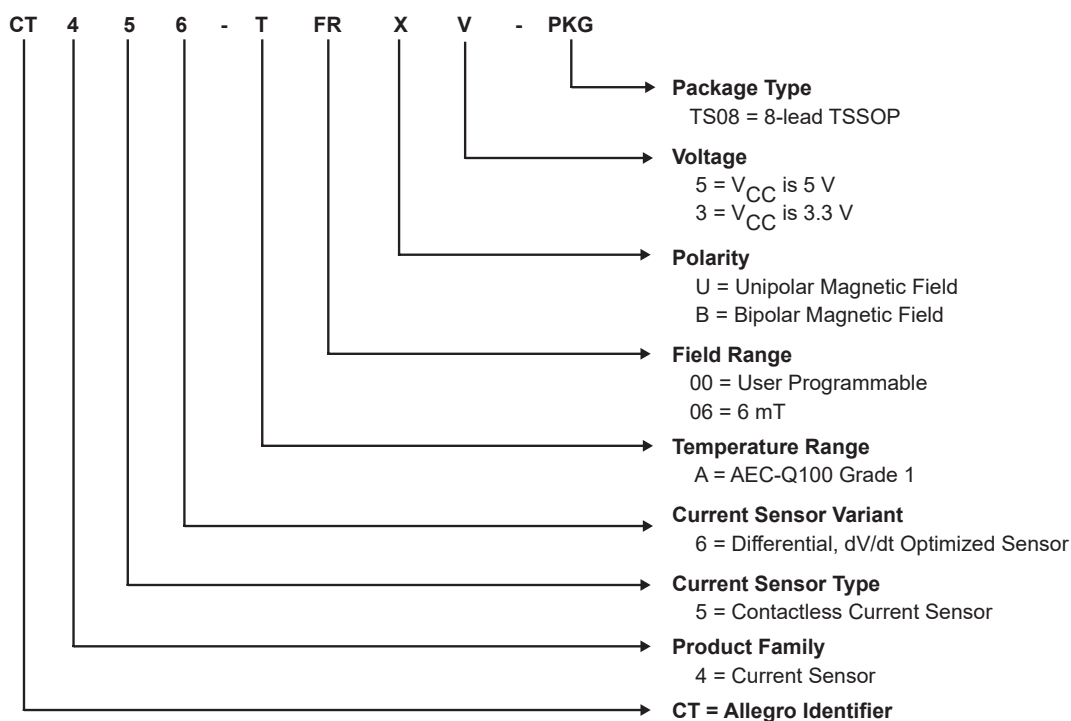 CT 4 5 6 - T FR X V - PKG
Package Type
TS08 = 8-lead TSSOP
Voltage
5 = VCC is 5 V
3 = VCC is 3.3 V
Polarity
U = Unipolar Magnetic Field
B = Bipolar Magnetic Field
Field Range
00 = User Programmable
06 = 6 mT
Temperature Range
A = AEC-Q100 Grade 1
Current Sensor Variant
6 = Differential, dV/dt Optimized Sensor
Current Sensor Type
5 = Contactless Current Sensor
Product Family
4 = Current Sensor
CT = Allegro Identifier